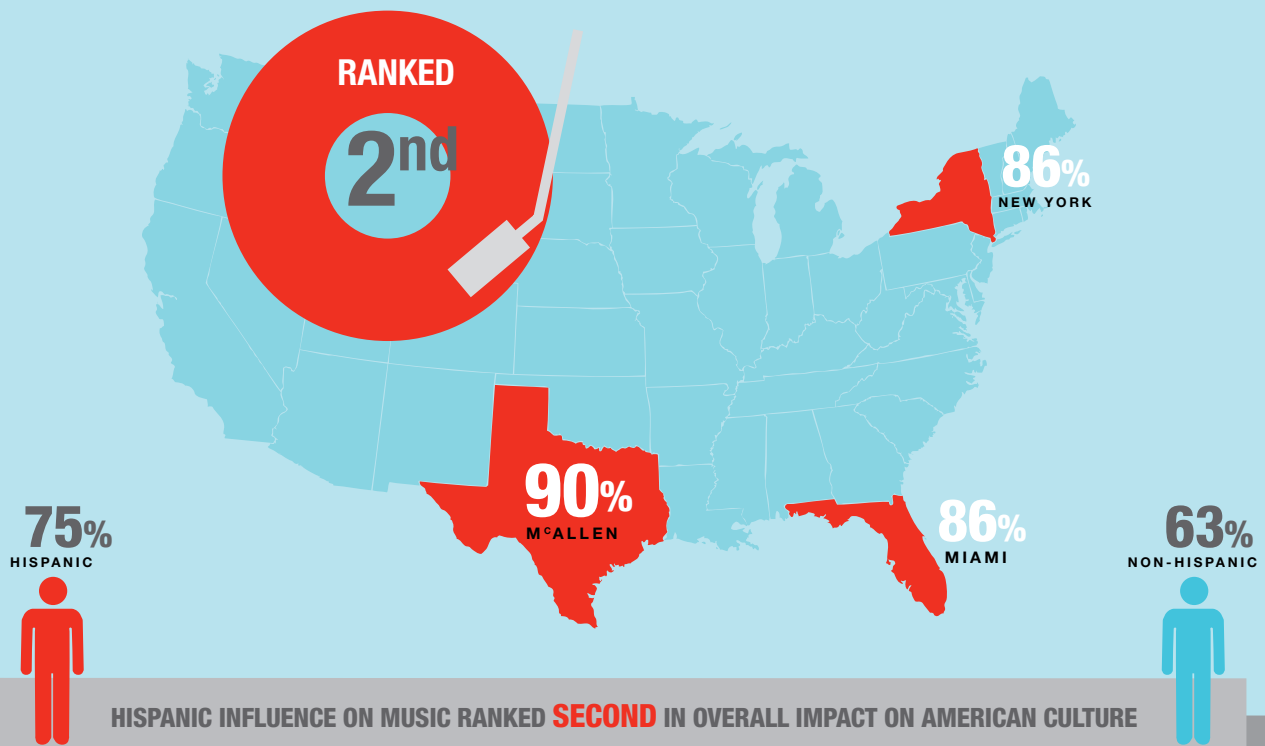 RANKED
2nd
86%
NEW YORK
90%
McALLEN
86%
MIAMI
75%
HISPANIC
63%
NON-HISPANIC
HISPANIC INFLUENCE ON MUSIC RANKED SECOND IN OVERALL IMPACT ON AMERICAN CULTURE